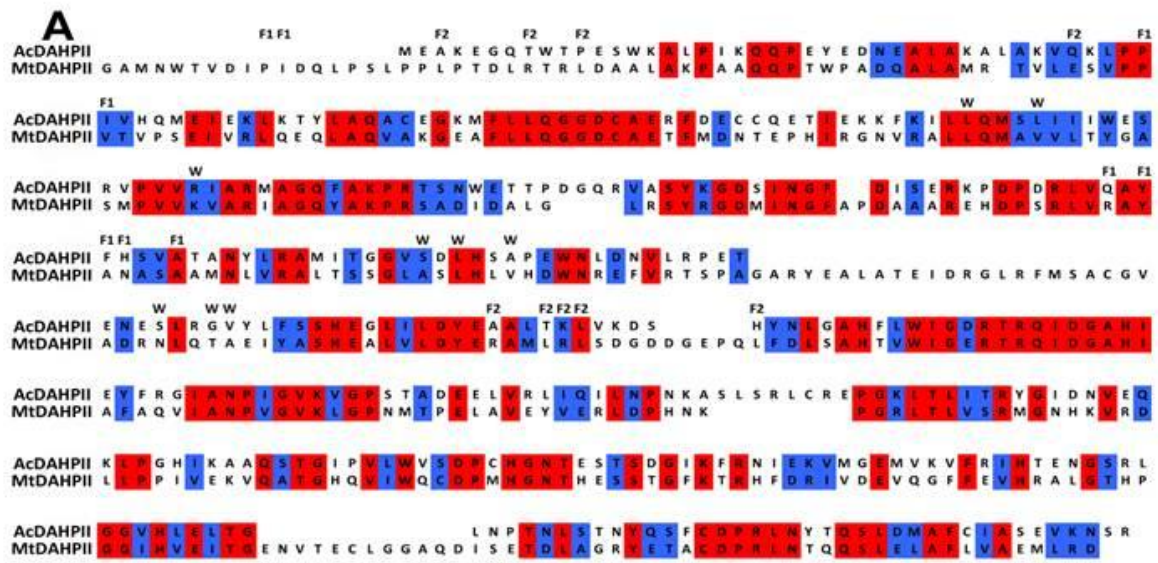 A
F1 F1 F2 F2 F2 F2 F1
AcDAHPII M E A K E G Q T W T P E S W K A L P I K Q Q P E Y E D N E A L A K A L A K V Q K L P P
MtDAHPII G A M N W T V D I P I D Q L P S L P P L P T D L R T R L D A A L A K P A A Q Q P T W P A D Q A L A M R T V L E S V P P
F1 W W
AcDAHPII I V H Q M E I E K L K T Y L A Q A C E G K M F L L Q G G D C A E R F D E C C Q E T I E K K F K I L L Q M S L I I I W E S
MtDAHPII V T V P S E I V R L Q E Q L A Q V A K G E A F L L Q G G D C A E T F M D N T E P H I R G N V R A L L Q M A V V L T Y G A
W F1 F1
AcDAHPII R V P V V R I A R M A G Q F A K P R T S N W E T T P D G Q R V A S Y K G D S I N G P D I S E R K P D P D R L V Q A Y
MtDAHPII S M P V V K V A R I A G Q Y A K P R S A D I D A L G L R S Y R G D M I N G F A P D A A A R E H D P S R L V R A Y
F1 F1 F1 W W W
AcDAHPII F H S V A T A N Y L R A M I T G G V S D L H S A P E W N L D N V L R P E T
MtDAHPII A N A S A A M N L V R A L T S S G L A S L H L V H D W N R E F V R T S P A G A R Y E A L A T E I D R G L R F M S A C G V
W W W F2 F2 F2 F2 F2
AcDAHPII E N E S L R G V Y L F S S H E G L I L D Y E A A L T K L V K D S H Y N L G A H F L W I G D R T R Q I D G A H I
MtDAHPII A D R N L Q T A E I Y A S H E A L V L D Y E R A M L R L S D G D D G E P Q L F D L S A H T V W I G E R T R Q I D G A H I
AcDAHPII E Y F R G I A N P I G V K V G P S T A D E E L V R L I Q I L N P N K A S L S R L C R E P G K L T L I T R Y G I D N V E Q
MtDAHPII A F A Q V I A N P V G V K L G P N M T P E L A V E Y V E R L D P H N K P G R L T L V S R M G N H K V R D
AcDAHPII K L P G H I K A A Q S T G I P V L W V S D P C H G N T E S T S D G I K F R N I E K V M G E M V K V F R I H T E N G S R L
MtDAHPII L L P P I V E K V Q A T G H Q V I W Q C D P M H G N T H E S S T G F K T R H F D R I V D E V Q G F F E V H R A L G T H P
AcDAHPII G G V H L E L T G L N P T N L S T N Y Q S F C D P R L N Y T Q S L D M A F C I A S E V K N S R
MtDAHPII G G I H V E I T G E N V T E C L G G A Q D I S E T D L A G R Y E T A C D P R L N T Q Q S L E L A F L V A E M L R D